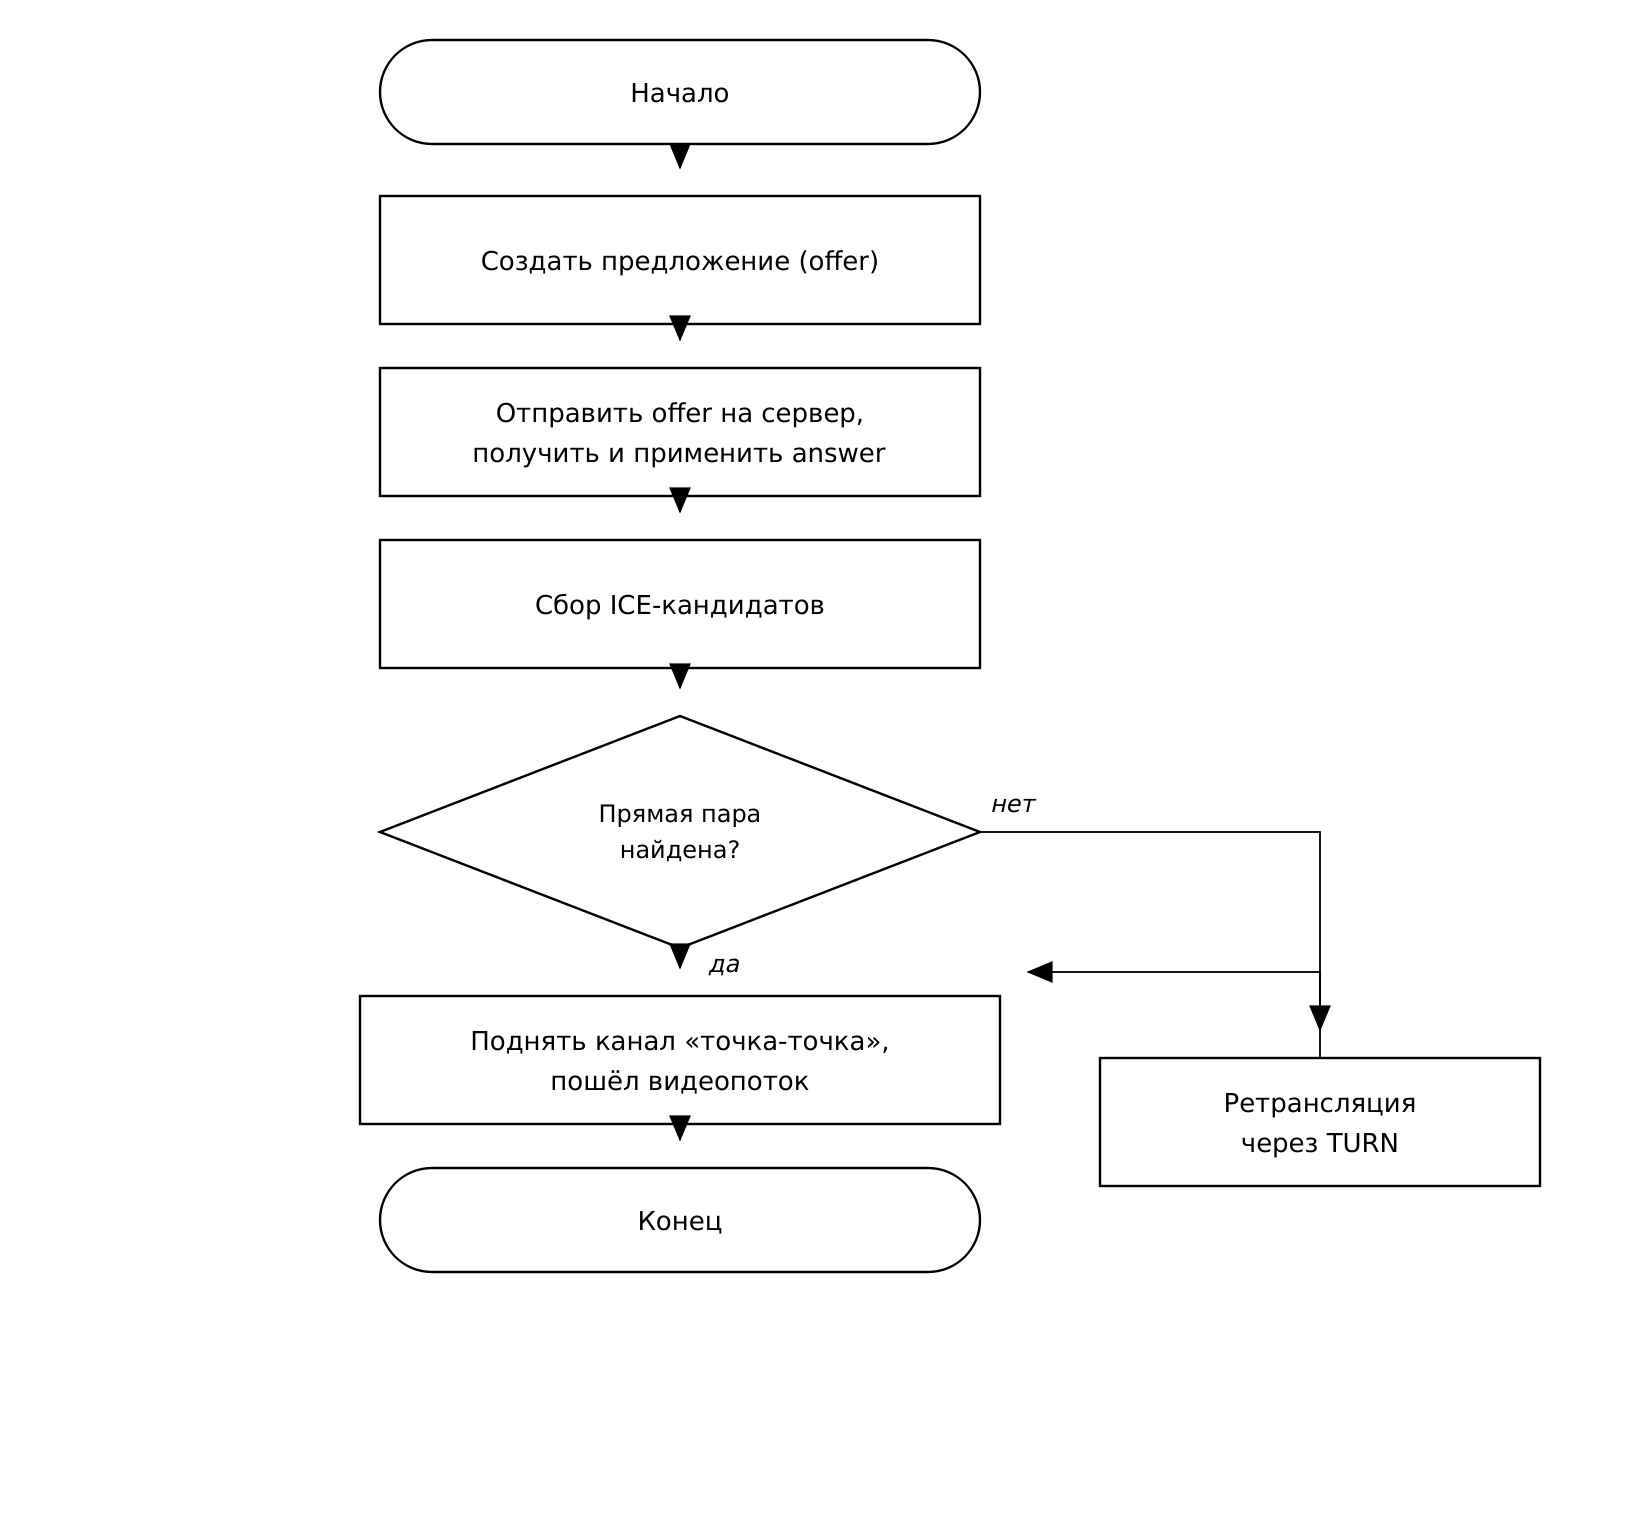 Начало
Создать предложение (offer)
Отправить offer на сервер,
получить и применить answer
Сбор ICE-кандидатов
Прямая пара
найдена?
нет
да
Поднять канал «точка-точка»,
пошёл видеопоток
Ретрансляция
через TURN
Конец